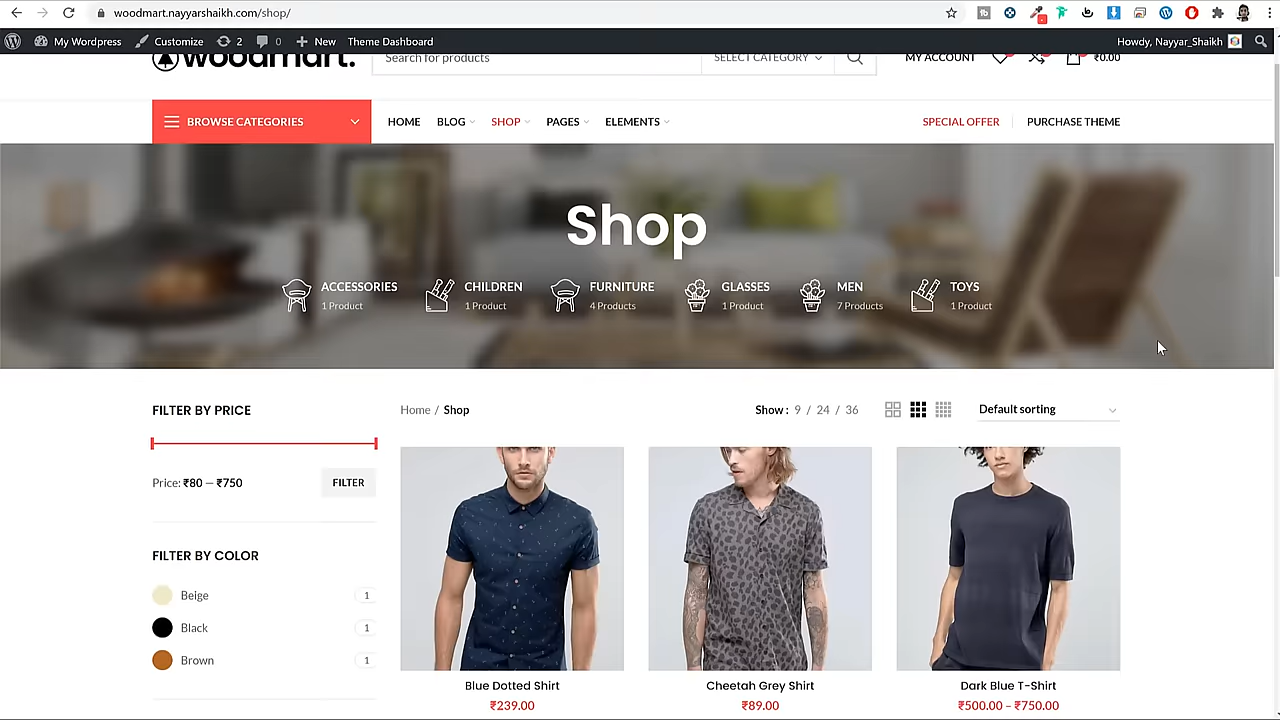 woodmart.nayyarshaikh.com/shop/
My Wordpress Customize 2 0 New Theme Dashboard Howdy, Nayyar_Shaikh
woodmart. Search for products SELECT CATEGORY MY ACCOUNT ₹0.00
BROWSE CATEGORIES HOME BLOG SHOP PAGES ELEMENTS SPECIAL OFFER PURCHASE THEME
Shop
ACCESSORIES CHILDREN FURNITURE GLASSES MEN TOYS
1 Product 1 Product 4 Products 1 Product 7 Products 1 Product
FILTER BY PRICE
Price: ₹80 — ₹750 FILTER
FILTER BY COLOR
Beige 1
Black 1
Brown 1
Home / Shop Show : 9 / 24 / 36 Default sorting
Blue Dotted Shirt Cheetah Grey Shirt Dark Blue T-Shirt
₹239.00 ₹89.00 ₹500.00 – ₹750.00